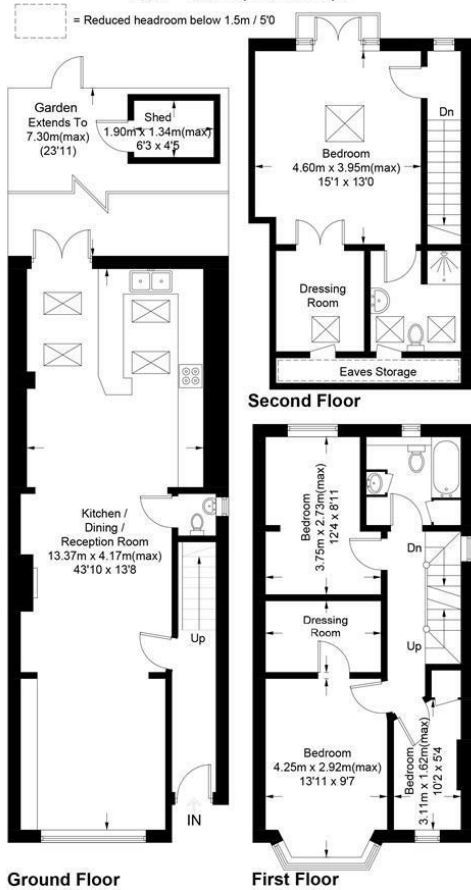 = Reduced headroom below 1.5m / 5'0
Garden
Extends To
7.30m(max)
(23'11)
Shed
1.90m x 1.34m(max)
6'3 x 4'5
Kitchen /
Dining /
Reception Room
13.37m x 4.17m(max)
43'10 x 13'8
Up
IN
Ground Floor
Bedroom
4.60m x 3.95m(max)
15'1 x 13'0
Dn
Dressing
Room
Eaves Storage
Second Floor
Bedroom
3.75m x 2.73m(max)
12'4 x 8'11
Dn
Up
Dressing
Room
Bedroom
4.25m x 2.92m(max)
13'11 x 9'7
Bedroom
3.11m x 1.62m(max)
10'2 x 5'4
First Floor